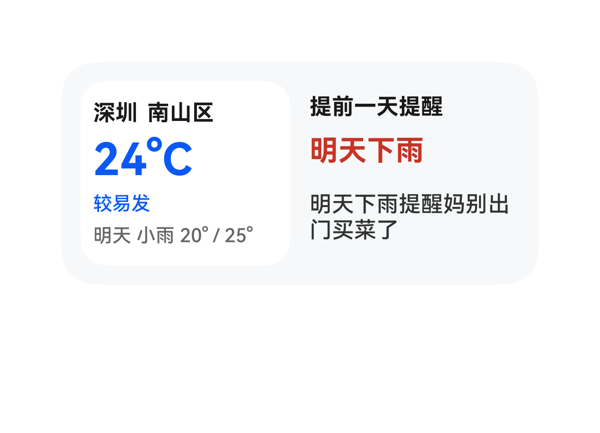 深圳 南山区
24°C
较易发
明天 小雨 20° / 25°
提前一天提醒
明天下雨
明天下雨提醒妈别出
门买菜了